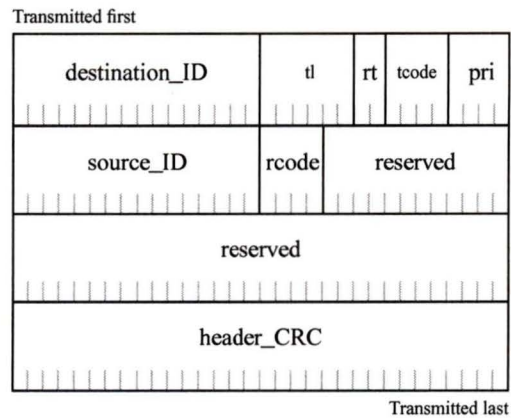 Transmitted first
destination_ID tl rt tcode pri
source_ID rcode reserved
reserved
header_CRC
Transmitted last